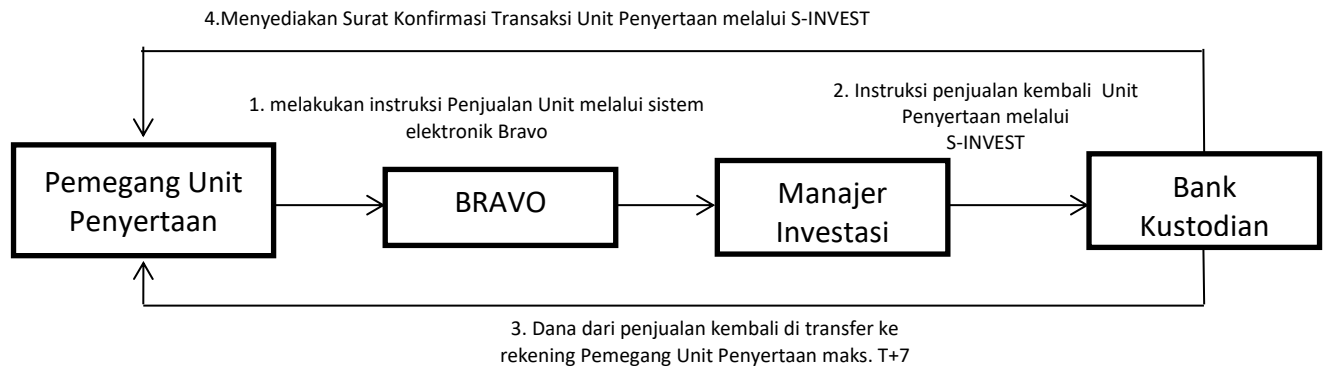 4.Menyediakan Surat Konfirmasi Transaksi Unit Penyertaan melalui S-INVEST
1. melakukan instruksi Penjualan Unit melalui sistem
elektronik Bravo
2. Instruksi penjualan kembali Unit
Penyertaan melalui
S-INVEST
Pemegang Unit
Penyertaan
BRAVO
Manajer
Investasi
Bank
Kustodian
3. Dana dari penjualan kembali di transfer ke
rekening Pemegang Unit Penyertaan maks. T+7